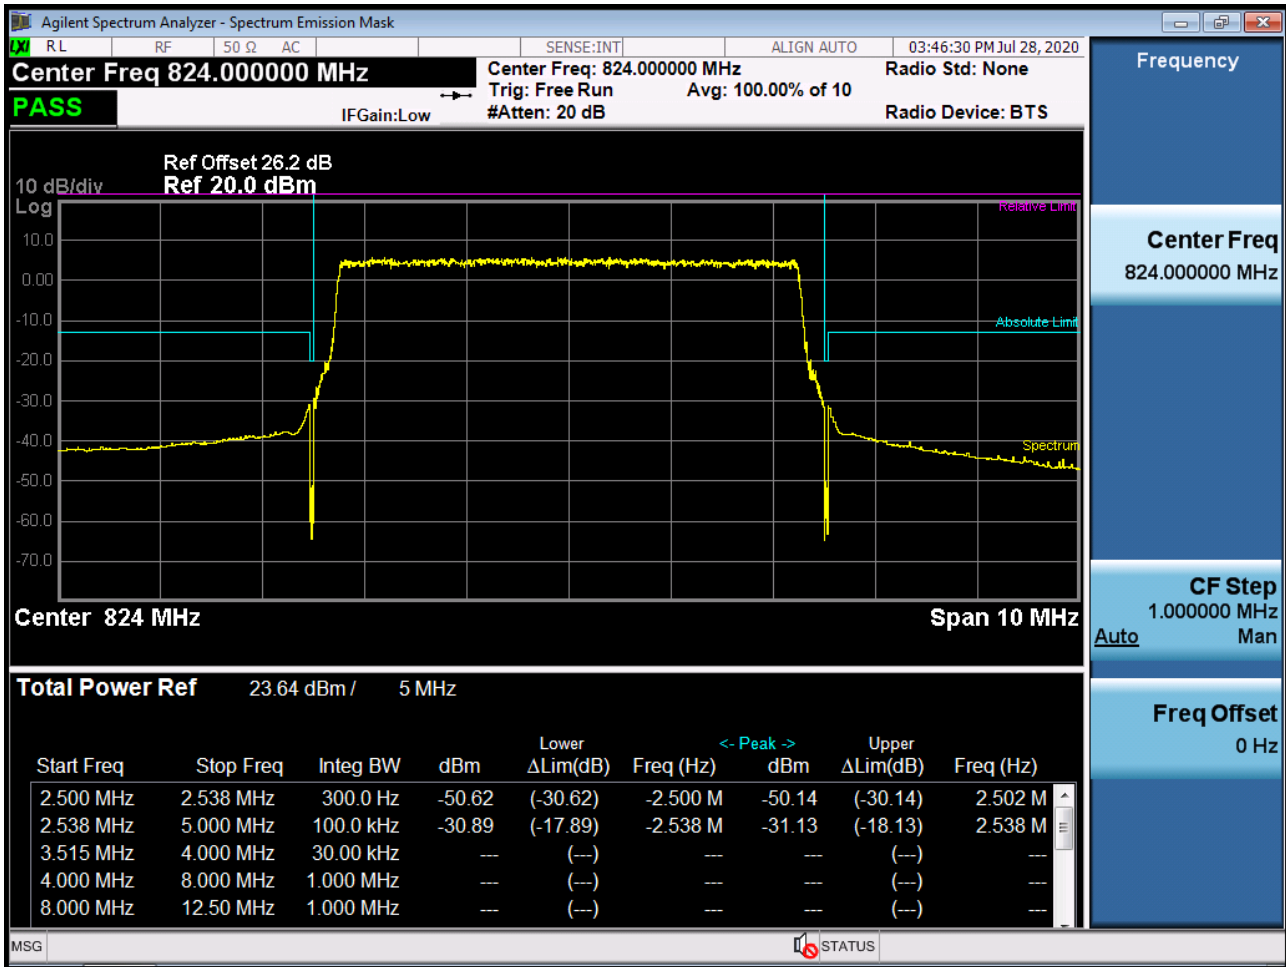 Agilent Spectrum Analyzer - Spectrum Emission Mask
LXI RL RF 50 Ω AC SENSE:INT ALIGN AUTO 03:46:30 PM Jul 28, 2020
Center Freq 824.000000 MHz
Center Freq: 824.000000 MHz Radio Std: None
Trig: Free Run Avg: 100.00% of 10
PASS
IFGain:Low #Atten: 20 dB Radio Device: BTS
Ref Offset 26.2 dB
10 dB/div Ref 20.0 dBm
Log
Relative Limit
10.0
0.00
-10.0
Absolute Limit
-20.0
-30.0
-40.0
Spectrum
-50.0
-60.0
-70.0
Center 824 MHz Span 10 MHz
Total Power Ref 23.64 dBm / 5 MHz
Lower <- Peak -> Upper
Start Freq Stop Freq Integ BW dBm ΔLim(dB) Freq (Hz) dBm ΔLim(dB) Freq (Hz)
2.500 MHz 2.538 MHz 300.0 Hz -50.62 (-30.62) -2.500 M -50.14 (-30.14) 2.502 M
2.538 MHz 5.000 MHz 100.0 kHz -30.89 (-17.89) -2.538 M -31.13 (-18.13) 2.538 M
3.515 MHz 4.000 MHz 30.00 kHz --- (---) --- --- (---) ---
4.000 MHz 8.000 MHz 1.000 MHz --- (---) --- --- (---) ---
8.000 MHz 12.50 MHz 1.000 MHz --- (---) --- --- (---) ---
MSG STATUS
Frequency
Center Freq
824.000000 MHz
CF Step
1.000000 MHz
Auto Man
Freq Offset
0 Hz